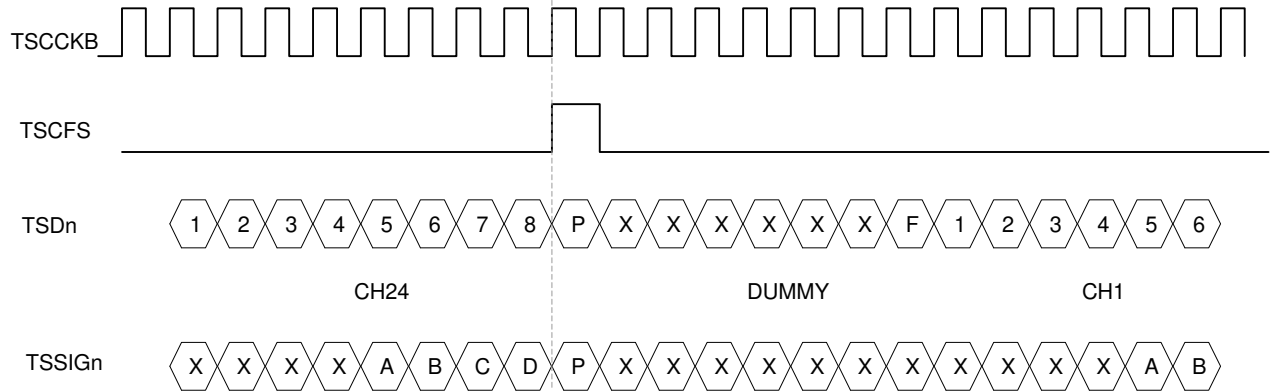 TSCCKB
TSCFS
TSDn 1 2 3 4 5 6 7 8 P X X X X X X F 1 2 3 4 5 6
CH24 DUMMY CH1
TSSIGn X X X X A B C D P X X X X X X X X X X X A B